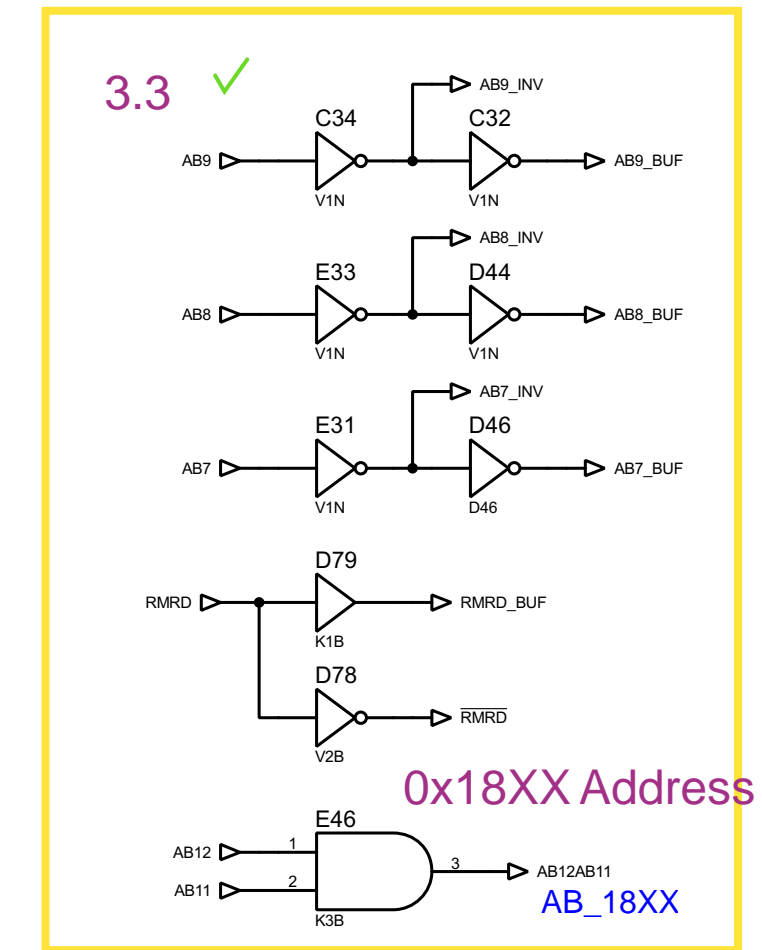 3.3
AB9_INV
C34 C32
AB9 AB9_BUF
V1N V1N
AB8_INV
E33 D44
AB8 AB8_BUF
V1N V1N
AB7_INV
E31 D46
AB7 AB7_BUF
V1N D46
D79
RMRD RMRD_BUF
K1B
D78
RMRD
V2B
0x18XX Address
E46
AB12 1
3 AB12AB11
AB11 2
AB_18XX
K3B